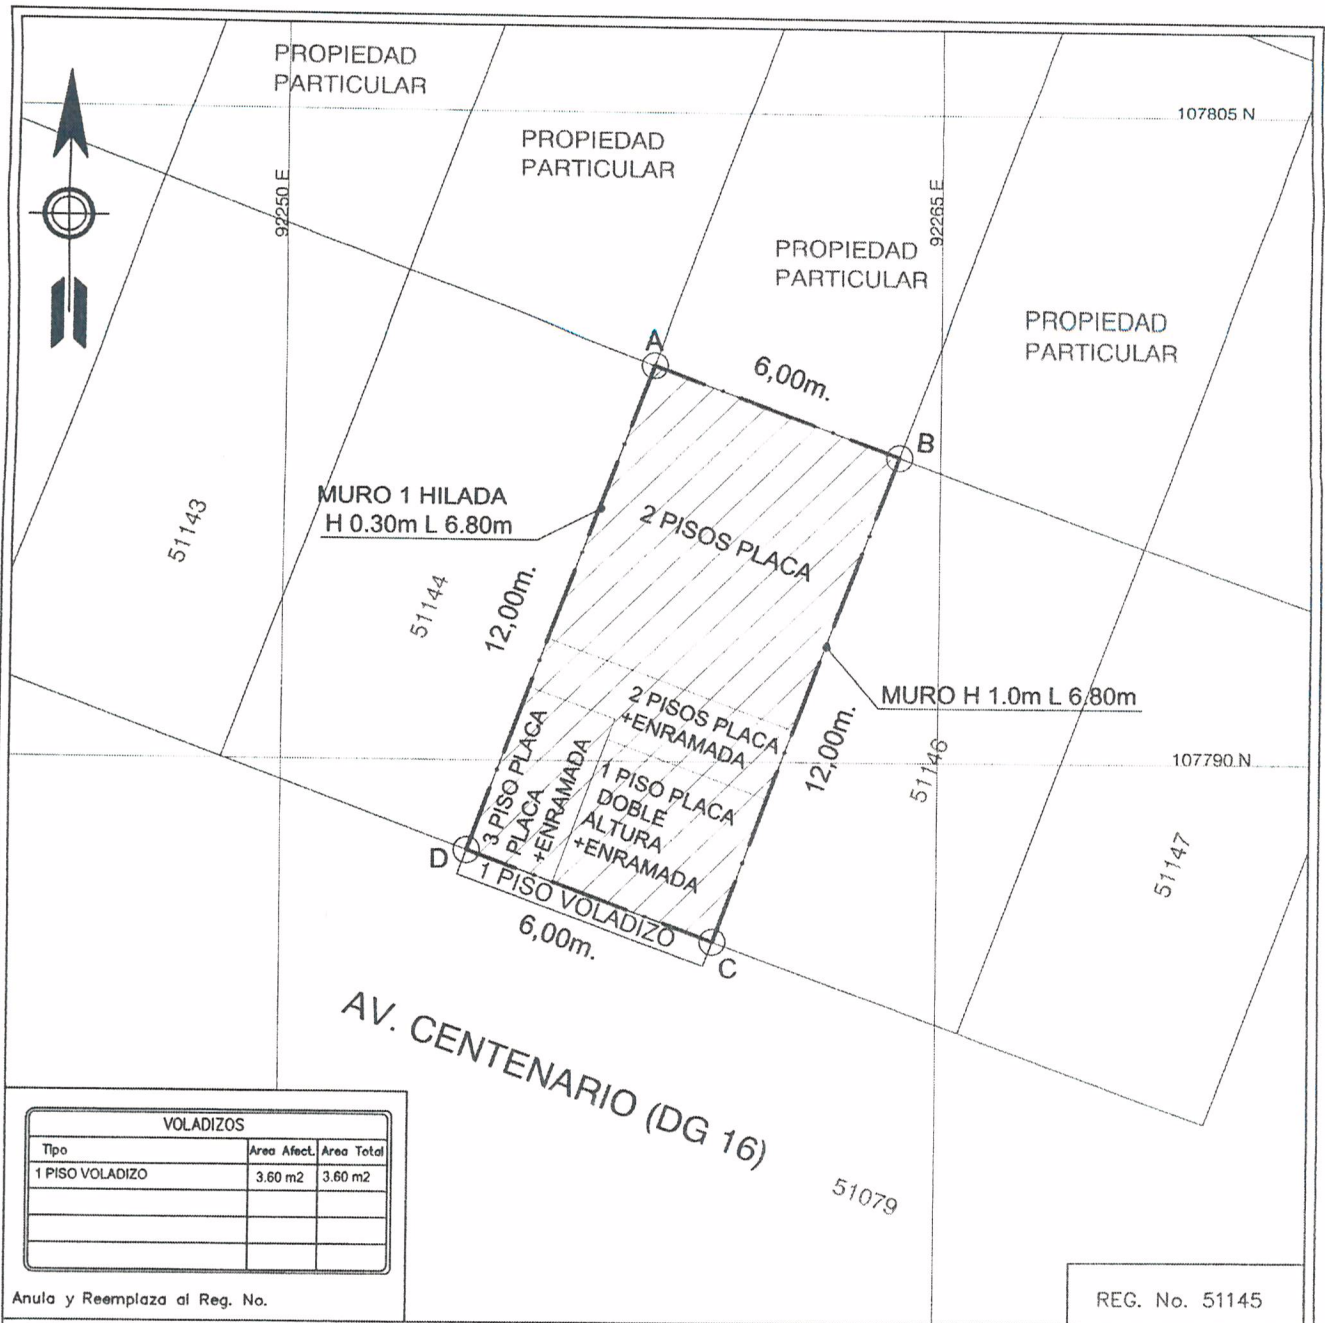 PROPIEDAD
PARTICULAR
107805 N
PROPIEDAD
PARTICULAR
92250 E
92265 E
PROPIEDAD
PARTICULAR
PROPIEDAD
PARTICULAR
A
6,00m.
B
MURO 1 HILADA
H 0.30m L 6.80m
2 PISOS PLACA
51143
51144
12,00m.
2 PISOS PLACA
+ENRAMADA
MURO H 1.0m L 6.80m
12,00m.
51146
107790 N
51147
3 PISO PLACA
PLACA
+ENRAMADA
1 PISO PLACA
DOBLE
ALTURA
+ENRAMADA
D
1 PISO VOLADIZO
6,00m.
C
AV. CENTENARIO (DG 16)
51079
VOLADIZOS
Tipo Area Afect. Area Total
1 PISO VOLADIZO 3.60 m2 3.60 m2
Anula y Reemplaza al Reg. No.
REG. No. 51145